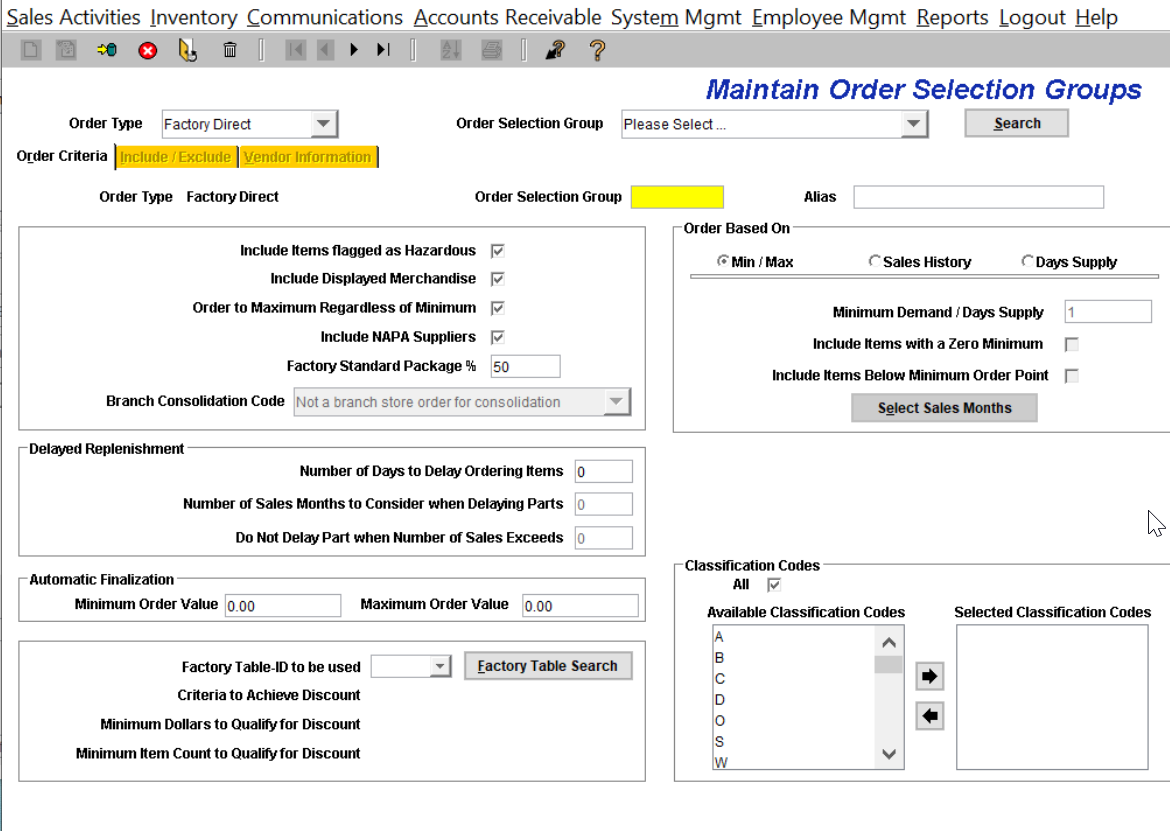 Sales Activities Inventory Communications Accounts Receivable System Mgmt Employee Mgmt Reports Logout Help
Maintain Order Selection Groups
Order Type Factory Direct Order Selection Group Please Select ... Search
Order Criteria Include / Exclude Vendor Information
Order Type Factory Direct Order Selection Group Alias
Include Items flagged as Hazardous
Include Displayed Merchandise
Order to Maximum Regardless of Minimum
Include NAPA Suppliers
Factory Standard Package % 50
Branch Consolidation Code Not a branch store order for consolidation
Order Based On
Min / Max Sales History Days Supply
Minimum Demand / Days Supply 1
Include Items with a Zero Minimum
Include Items Below Minimum Order Point
Select Sales Months
Delayed Replenishment
Number of Days to Delay Ordering Items 0
Number of Sales Months to Consider when Delaying Parts 0
Do Not Delay Part when Number of Sales Exceeds 0
Automatic Finalization
Minimum Order Value 0.00 Maximum Order Value 0.00
Factory Table-ID to be used Factory Table Search
Criteria to Achieve Discount
Minimum Dollars to Qualify for Discount
Minimum Item Count to Qualify for Discount
Classification Codes
All
Available Classification Codes Selected Classification Codes
A
B
C
D
O
S
W